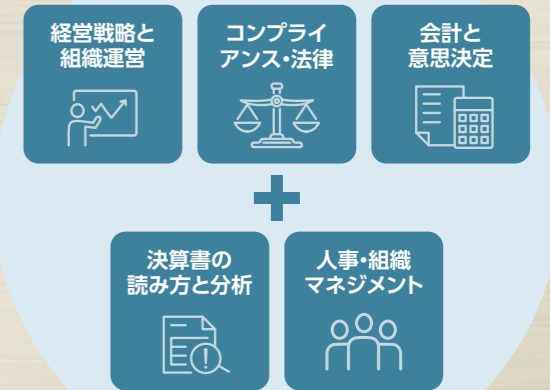 経営戦略と
組織運営
コンプライ
アンス・法律
会計と
意思決定
+
決算書の
読み方と分析
人事・組織
マネジメント